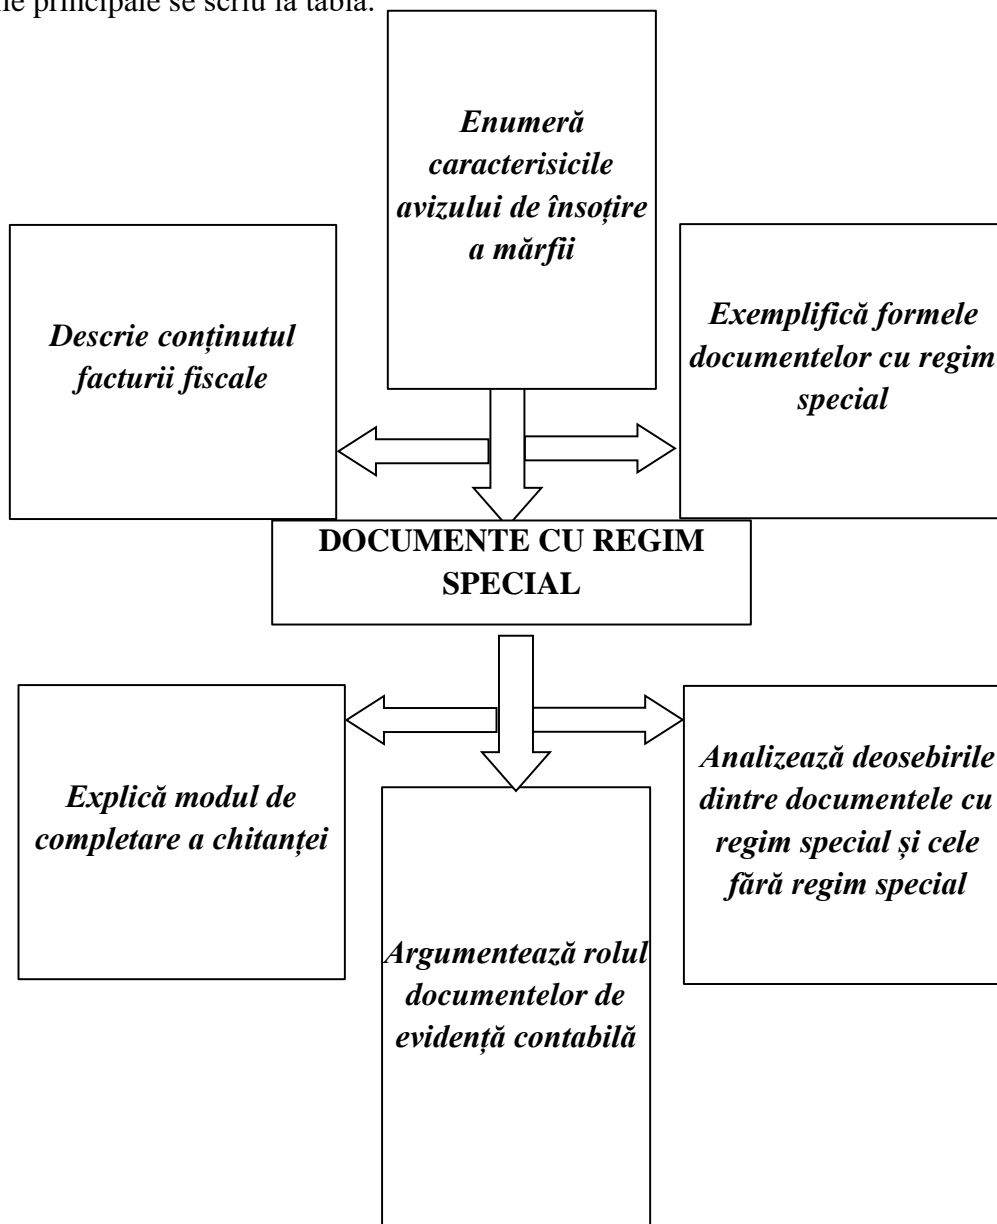 principale se scriu la tablă.
Enumeră
caracterisicile
avizului de însoțire
a mărfii
Descrie conținutul
facturii fiscale
Exemplifică formele
documentelor cu regim
special
DOCUMENTE CU REGIM
SPECIAL
Explică modul de
completare a chitanței
Analizează deosebirile
dintre documentele cu
regim special și cele
fără regim special
Argumentează rolul
documentelor de
evidență contabilă